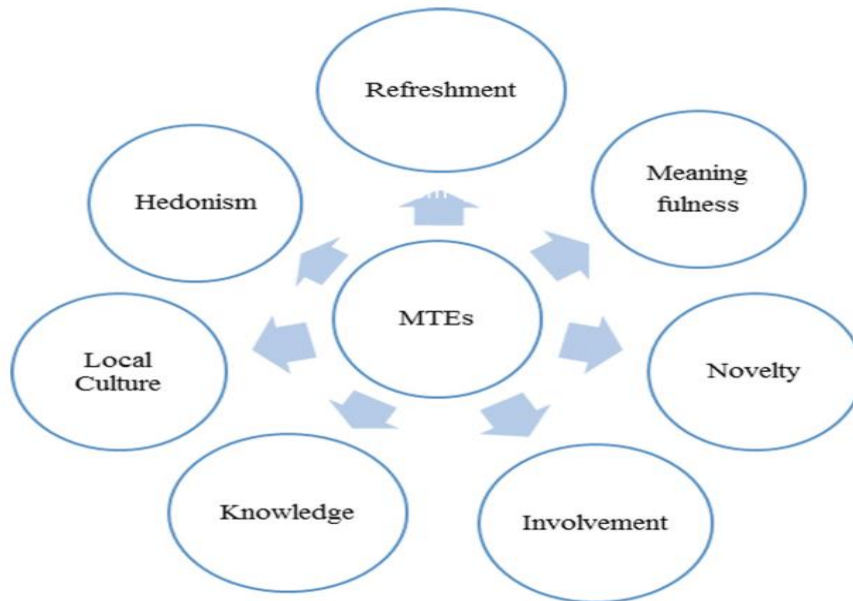 Refreshment
Meaning
fulness
Hedonism
MTEs
Local
Culture
Novelty
Knowledge
Involvement